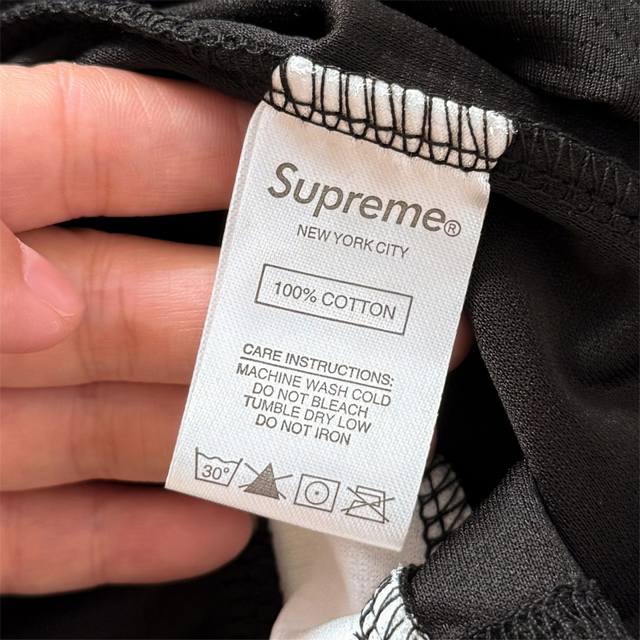 Supreme®
NEW YORK CITY
100% COTTON
CARE INSTRUCTIONS:
MACHINE WASH COLD
DO NOT BLEACH
TUMBLE DRY LOW
DO NOT IRON
30°